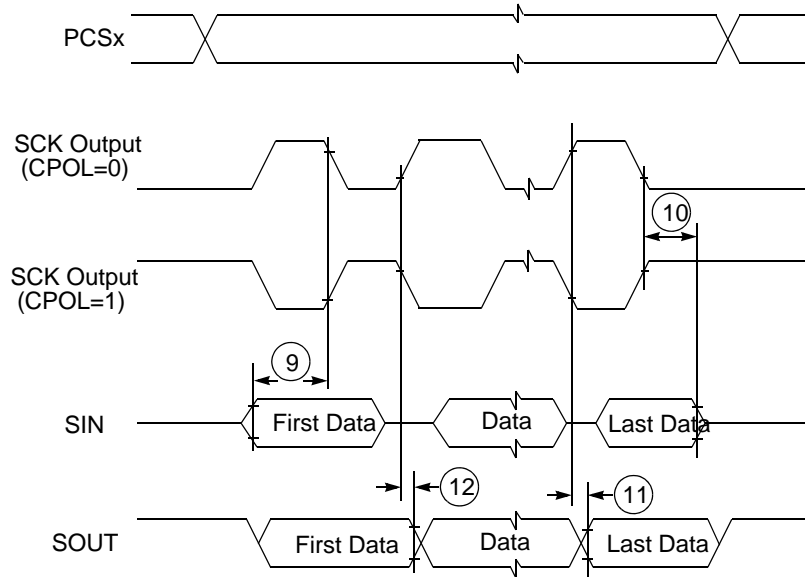 PCSx
SCK Output
(CPOL=0)
10
SCK Output
(CPOL=1)
9
SIN
First Data
Data
Last Data
12
11
SOUT
First Data
Data
Last Data